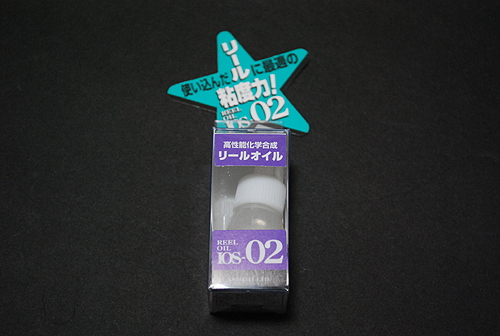 使い込んだリールに最適の
粘度力!
REEL
OIL
IOS-02
高性能化学合成
リールオイル
REEL
OIL
IOS-02